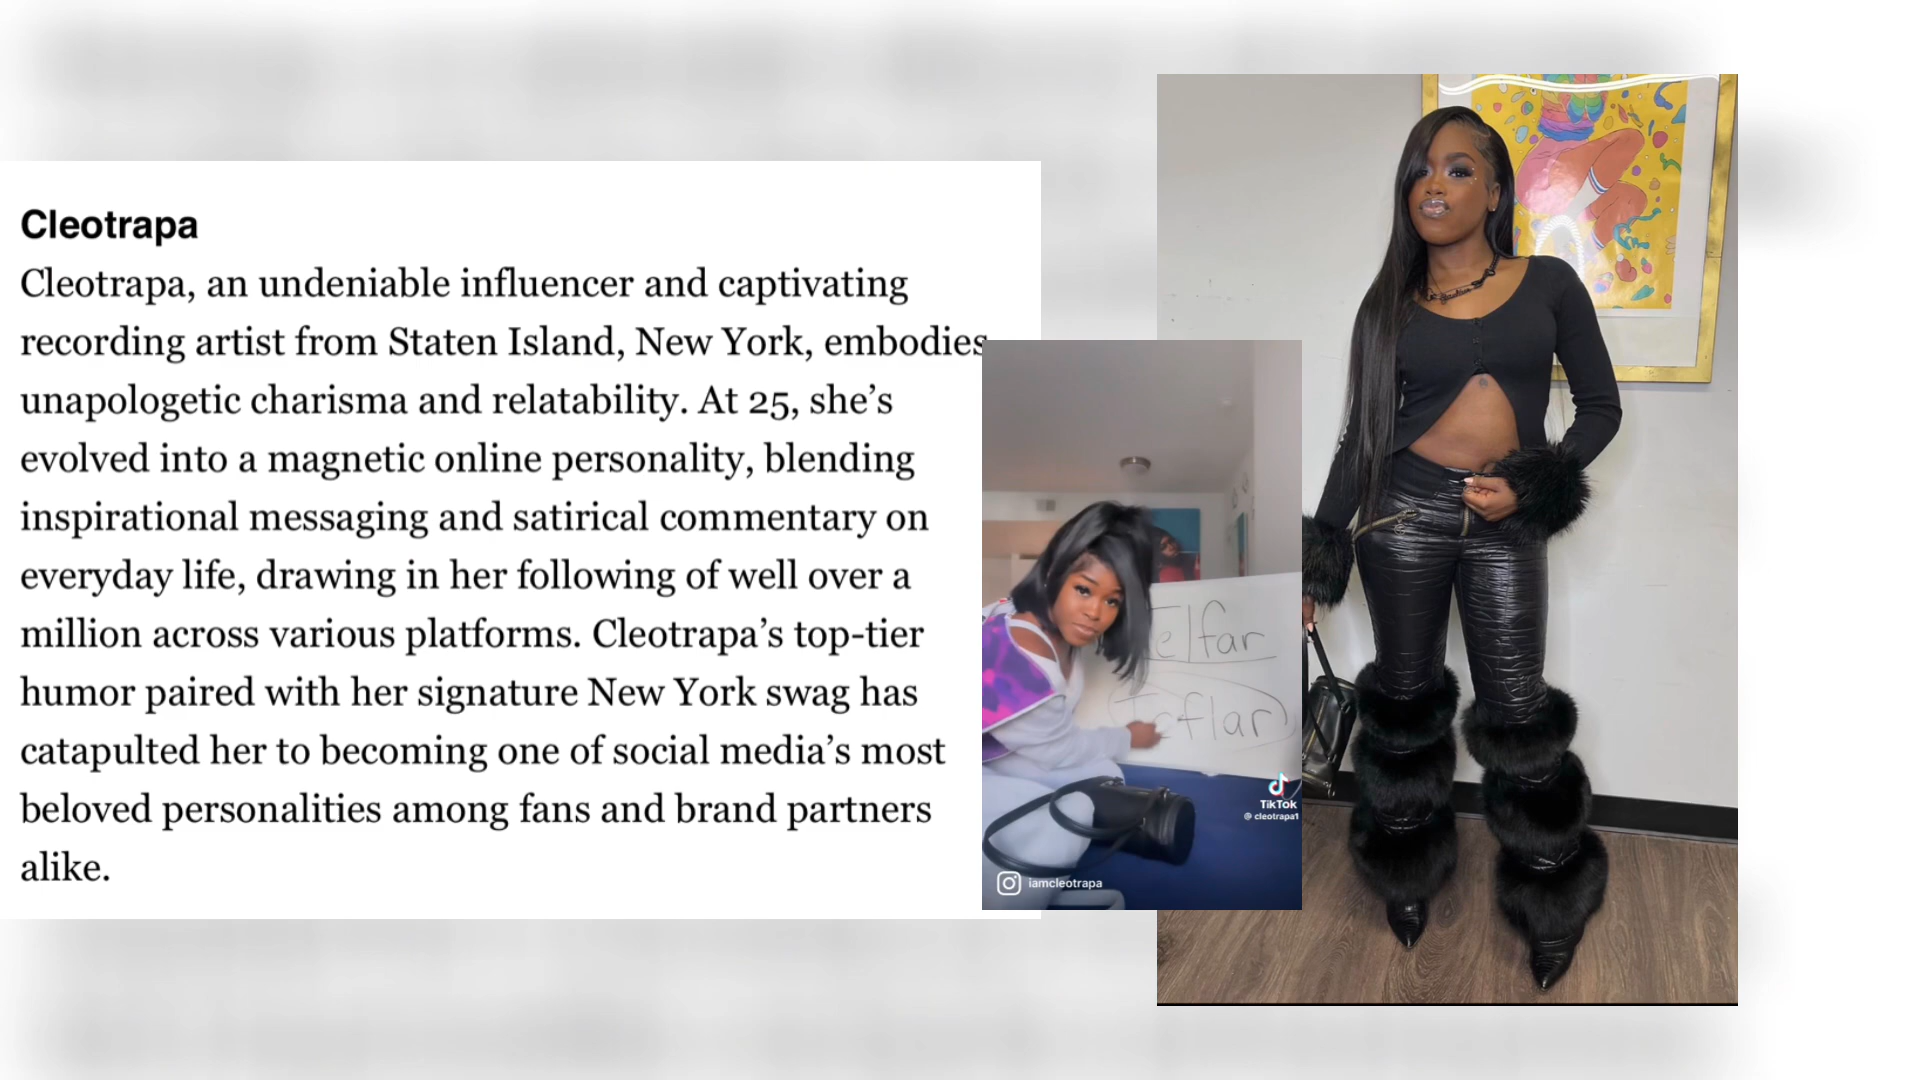 Cleotrapa
Cleotrapa, an undeniable influencer and captivating
recording artist from Staten Island, New York, embodies
unapologetic charisma and relatability. At 25, she’s
evolved into a magnetic online personality, blending
inspirational messaging and satirical commentary on
everyday life, drawing in her following of well over a
million across various platforms. Cleotrapa’s top-tier
humor paired with her signature New York swag has
catapulted her to becoming one of social media’s most
beloved personalities among fans and brand partners
alike.
Telfar
Teflar
TikTok
@ cleotrapa1
iamcleotrapa